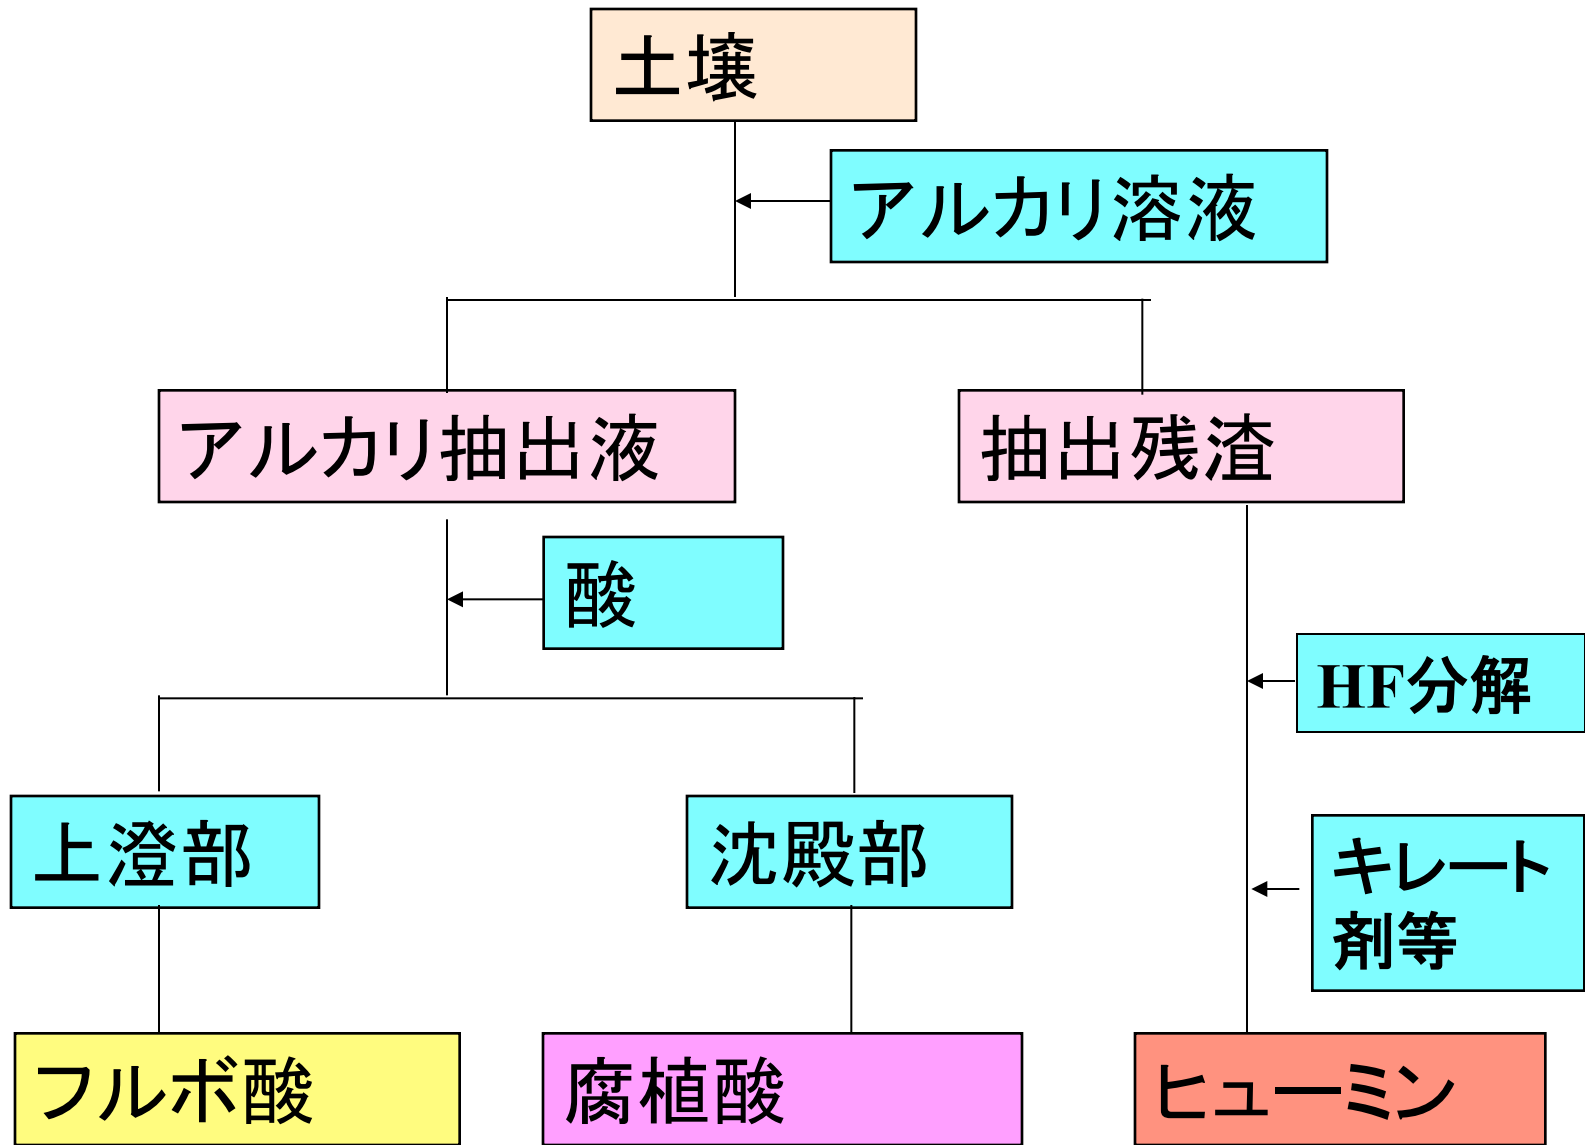 土壌
アルカリ溶液
アルカリ抽出液
抽出残渣
酸
HF分解
上澄部
沈殿部
キレート
剤等
フルボ酸
腐植酸
ヒューミン